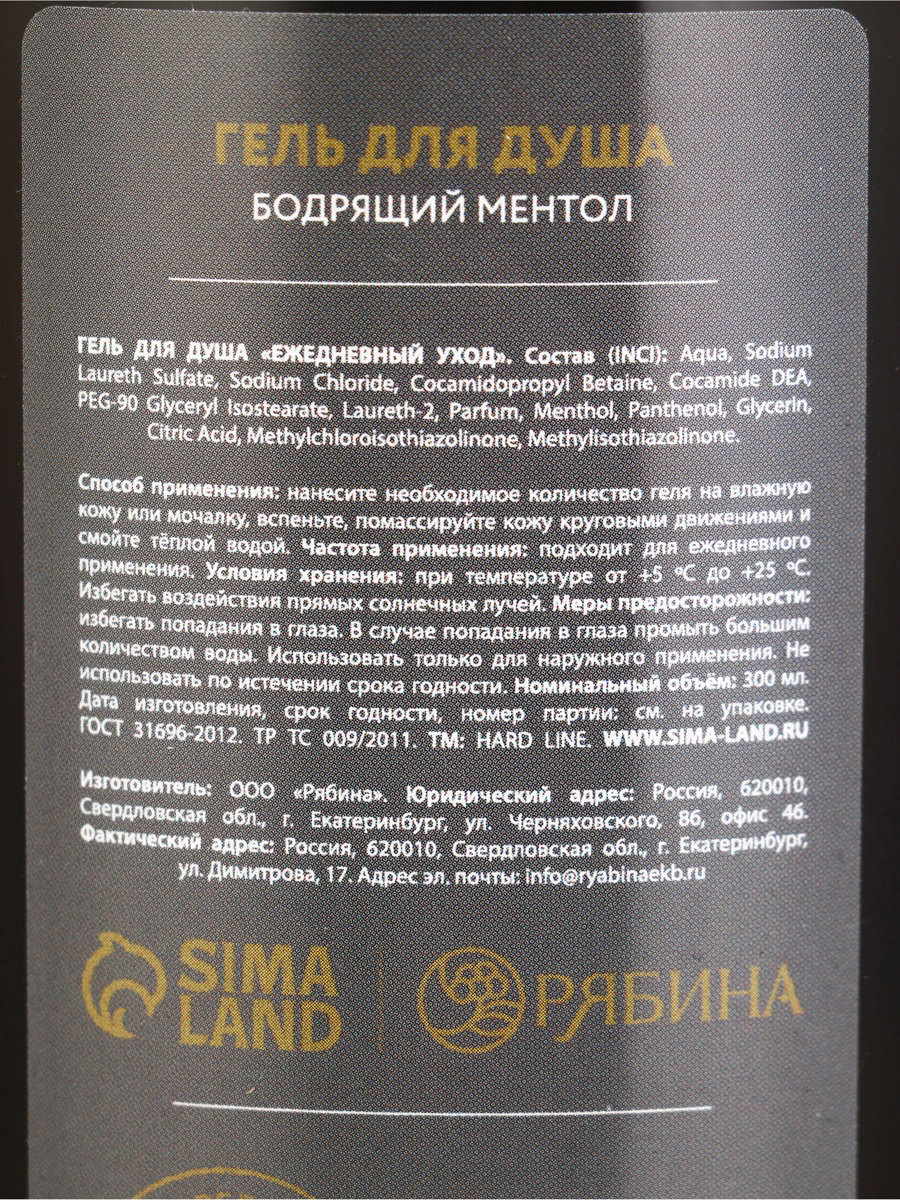 ГЕЛЬ ДЛЯ ДУША
БОДРЯЩИЙ МЕНТОЛ
ГЕЛЬ ДЛЯ ДУША «ЕЖЕДНЕВНЫЙ УХОД». Состав (INCI): Aqua, Sodium
Laureth Sulfate, Sodium Chloride, Cocamidopropyl Betaine, Cocamide DEA,
PEG-90 Glyceryl Isostearate, Laureth-2, Parfum, Menthol, Panthenol, Glycerin,
Citric Acid, Methylchloroisothiazolinone, Methylisothiazolinone.
Способ применения: нанесите необходимое количество геля на влажную
кожу или мочалку, вспеньте, помассируйте кожу круговыми движениями и
смойте тёплой водой. Частота применения: подходит для ежедневного
применения. Условия хранения: при температуре от +5 ºС до +25 ºС.
Избегать воздействия прямых солнечных лучей. Меры предосторожности:
избегать попадания в глаза. В случае попадания в глаза промыть большим
количеством воды. Использовать только для наружного применения. Не
использовать по истечении срока годности. Номинальный объём: 300 мл.
Дата изготовления, срок годности, номер партии: см. на упаковке.
ГОСТ 31696-2012. ТР ТС 009/2011. ТМ: HARD LINE. WWW.SIMA-LAND.RU
Изготовитель: ООО «Рябина». Юридический адрес: Россия, 620010,
Свердловская обл., г. Екатеринбург, ул. Черняховского, 86, офис 46.
Фактический адрес: Россия, 620010, Свердловская обл., г. Екатеринбург,
ул. Димитрова, 17. Адрес эл. почты: info@ryabinaekb.ru
SIMA
LAND
РЯБИНА